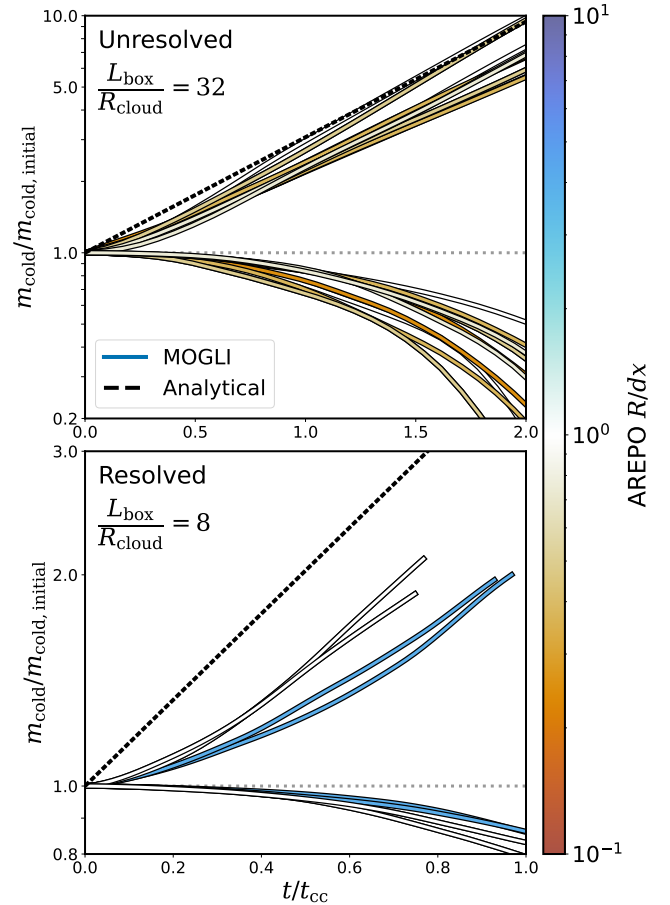 Unresolved
L_box / R_cloud = 32
m_cold/m_cold, initial
10.0
5.0
1.0
0.2
MOGLI
Analytical
0.0 0.5 1.0 1.5 2.0
Resolved
L_box / R_cloud = 8
m_cold/m_cold, initial
3.0
2.0
1.0
0.8
0.0 0.2 0.4 0.6 0.8 1.0
t/t_cc
10^1
10^0
10^-1
AREPO R/dx